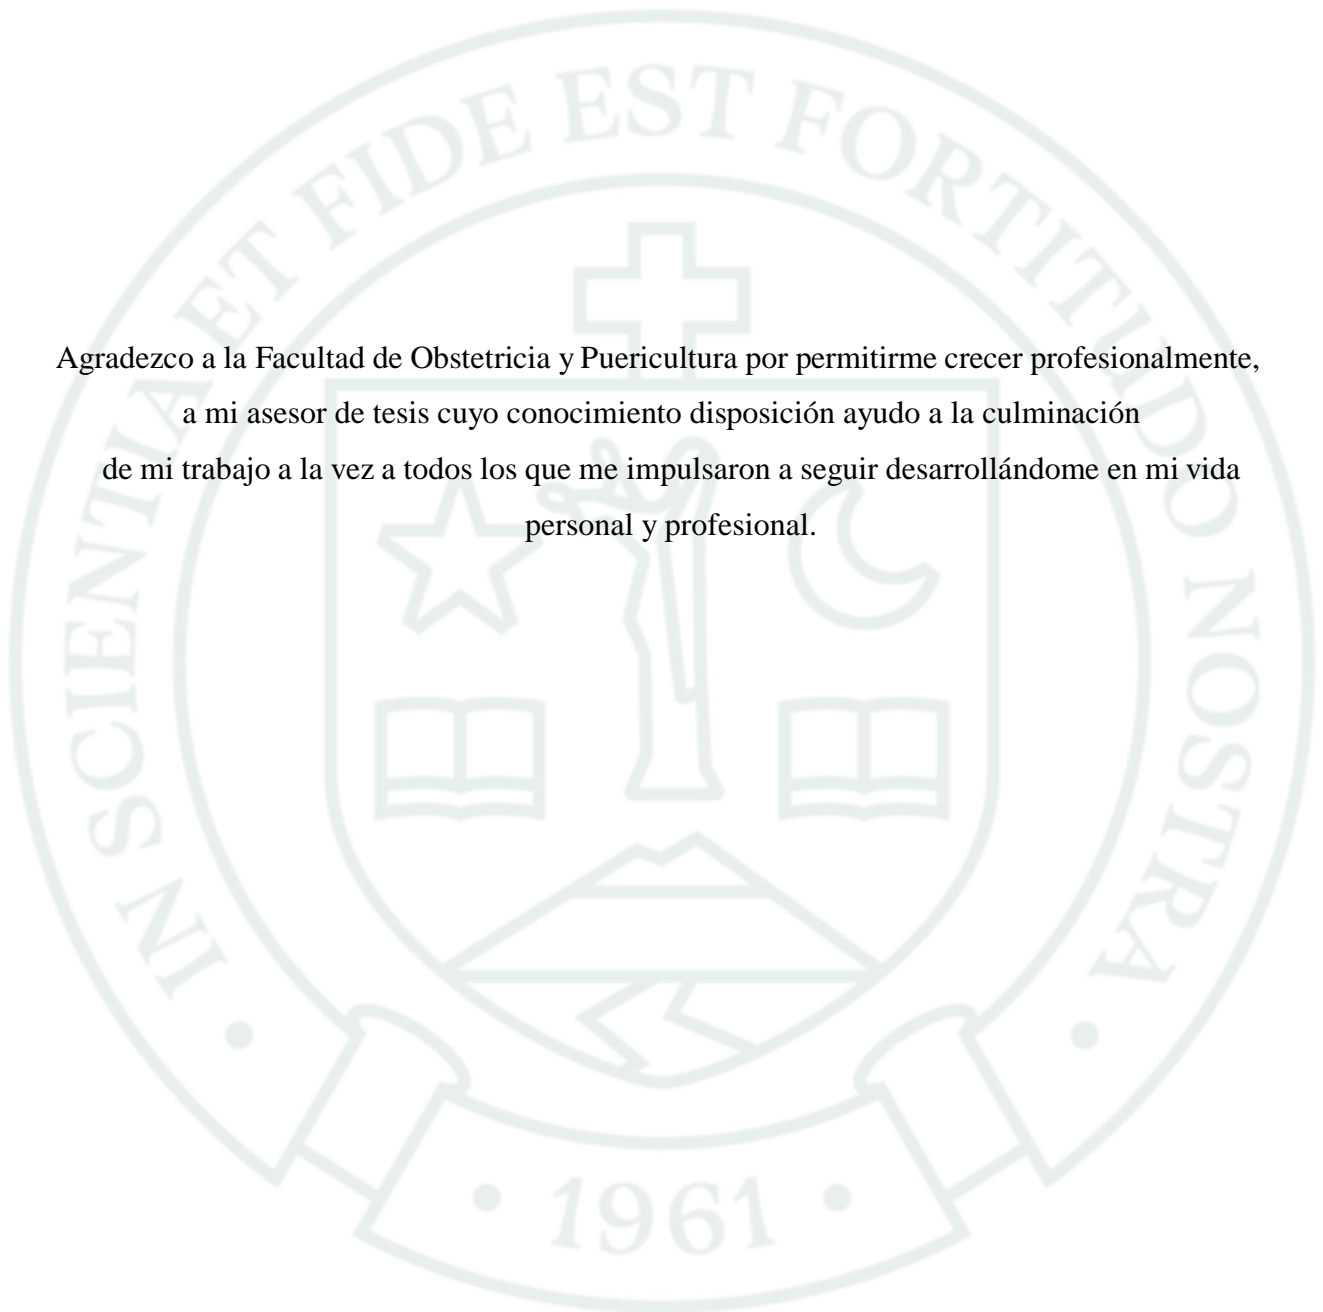 IN SCIENTIA ET FIDE EST FORTITUDO NOSTRA
Agradezco a la Facultad de Obstetricia y Puericultura por permitirme crecer profesionalmente,
a mi asesor de tesis cuyo conocimiento disposición ayudo a la culminación
de mi trabajo a la vez a todos los que me impulsaron a seguir desarrollándome en mi vida
personal y profesional.
• 1961 •